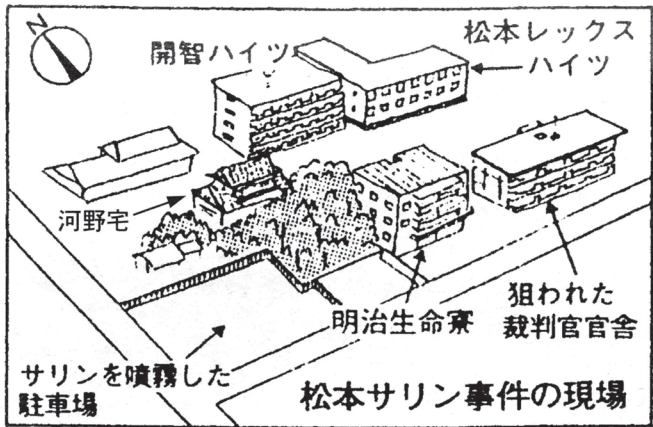 N
開智ハイツ
松本レックス
ハイツ
河野宅
明治生命寮
狙われた
裁判官官舎
サリンを噴霧した
駐車場
松本サリン事件の現場